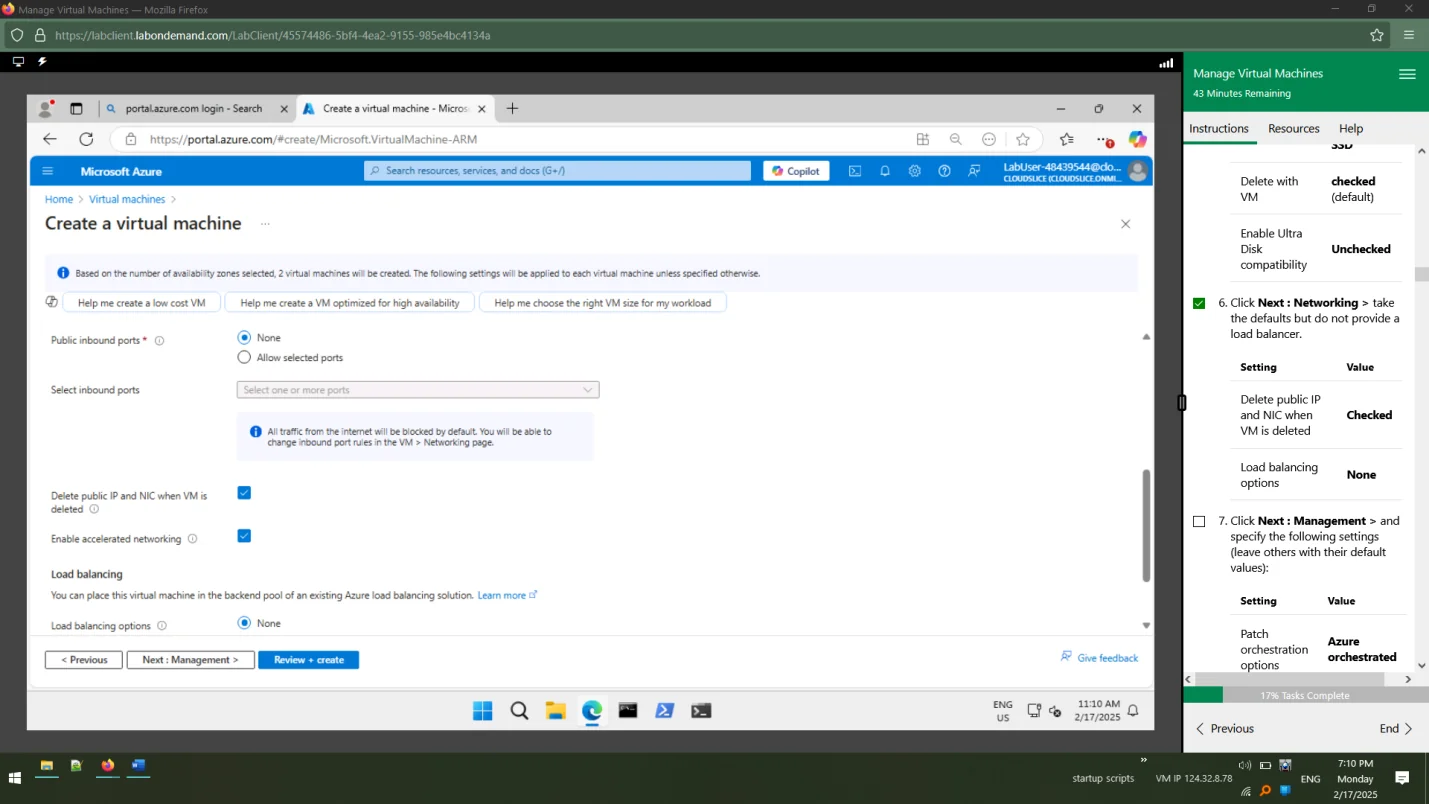 Manage Virtual Machines — Mozilla Firefox
https://labclient.labondemand.com/LabClient/45574486-5bf4-4ea2-9155-985e4bc4134a
portal.azure.com login - Search
Create a virtual machine - Micros
https://portal.azure.com/#create/Microsoft.VirtualMachine-ARM
Microsoft Azure
Search resources, services, and docs (G+/)
Copilot
LabUser-48439544@clo...
CLOUDSLICE (CLOUDSLICE.ONMI...
Home > Virtual machines >
Create a virtual machine ...
Based on the number of availability zones selected, 2 virtual machines will be created. The following settings will be applied to each virtual machine unless specified otherwise.
Help me create a low cost VM
Help me create a VM optimized for high availability
Help me choose the right VM size for my workload
Public inbound ports *
None
Allow selected ports
Select inbound ports
Select one or more ports
All traffic from the internet will be blocked by default. You will be able to
change inbound port rules in the VM > Networking page.
Delete public IP and NIC when VM is
deleted
Enable accelerated networking
Load balancing
You can place this virtual machine in the backend pool of an existing Azure load balancing solution. Learn more
Load balancing options
None
< Previous
Next : Management >
Review + create
Give feedback
ENG
US
11:10 AM
2/17/2025
Manage Virtual Machines
43 Minutes Remaining
Instructions
Resources
Help
SSD
Delete with
VM
checked
(default)
Enable Ultra
Disk
compatibility
Unchecked
6. Click Next : Networking > take
the defaults but do not provide a
load balancer.
Setting
Value
Delete public IP
and NIC when
VM is deleted
Checked
Load balancing
options
None
7. Click Next : Management > and
specify the following settings
(leave others with their default
values):
Setting
Value
Patch
orchestration
options
Azure
orchestrated
17% Tasks Complete
Previous
End
startup scripts
VM IP 124.32.8.78
ENG
7:10 PM
Monday
2/17/2025